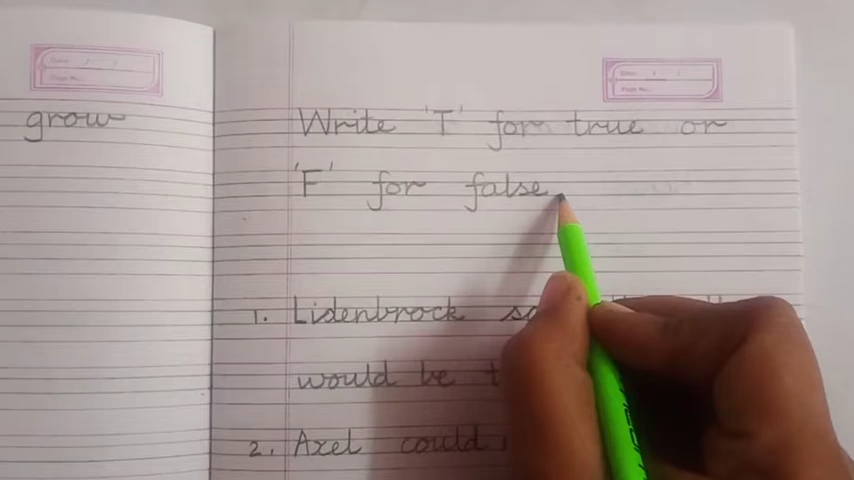 grow
Write 'T' for true or
'F' for false.
1. Lidenbrock
would be
2. Axel could